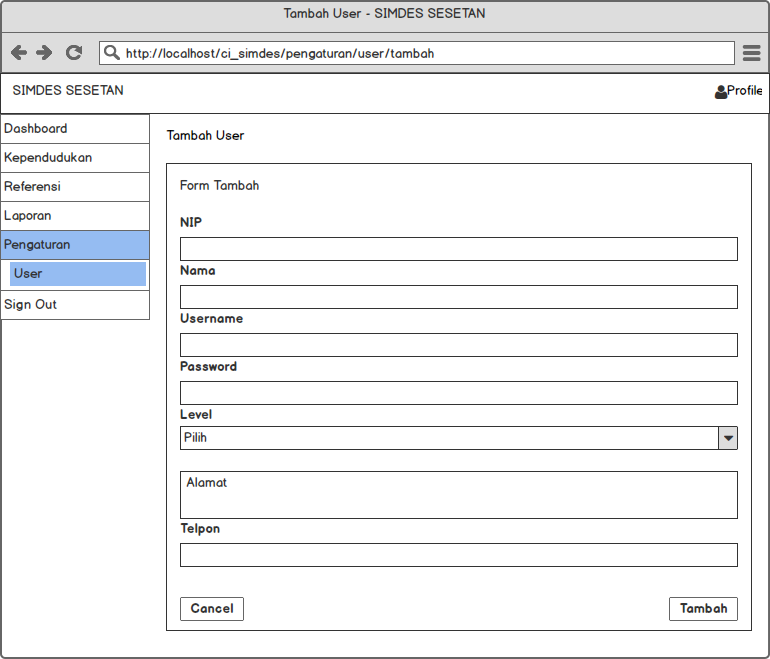 Tambah User - SIMDES SESETAN
http://localhost/ci_simdes/pengaturan/user/tambah
SIMDES SESETAN
Profile
Dashboard
Kependudukan
Referensi
Laporan
Pengaturan
User
Sign Out
Tambah User
Form Tambah
NIP
Nama
Username
Password
Level
Pilih
Alamat
Telpon
Cancel
Tambah